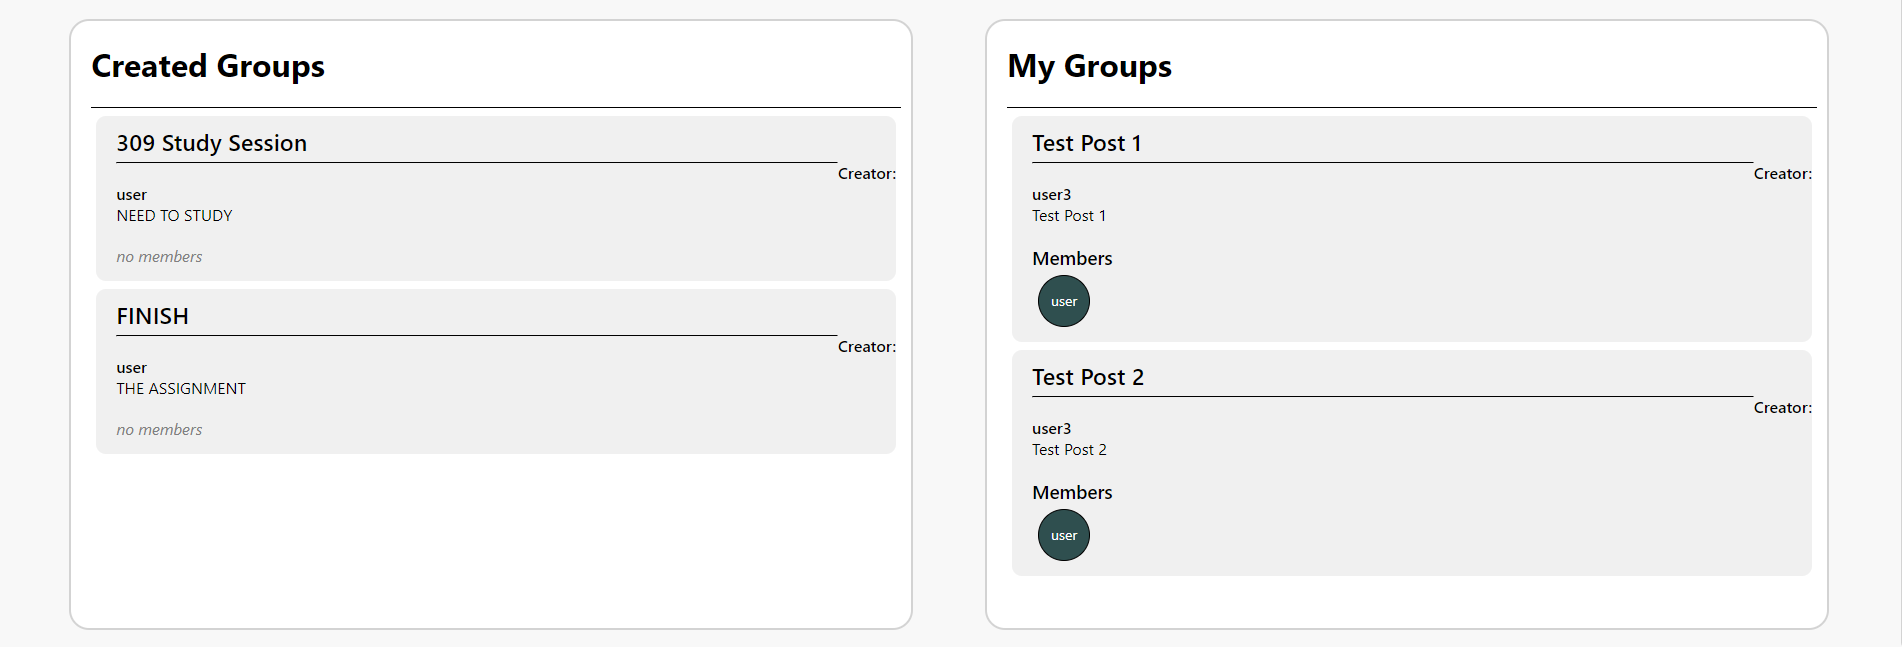 Created Groups
309 Study Session
Creator:
user
NEED TO STUDY
no members
FINISH
Creator:
user
THE ASSIGNMENT
no members
My Groups
Test Post 1
Creator:
user3
Test Post 1
Members
user
Test Post 2
Creator:
user3
Test Post 2
Members
user